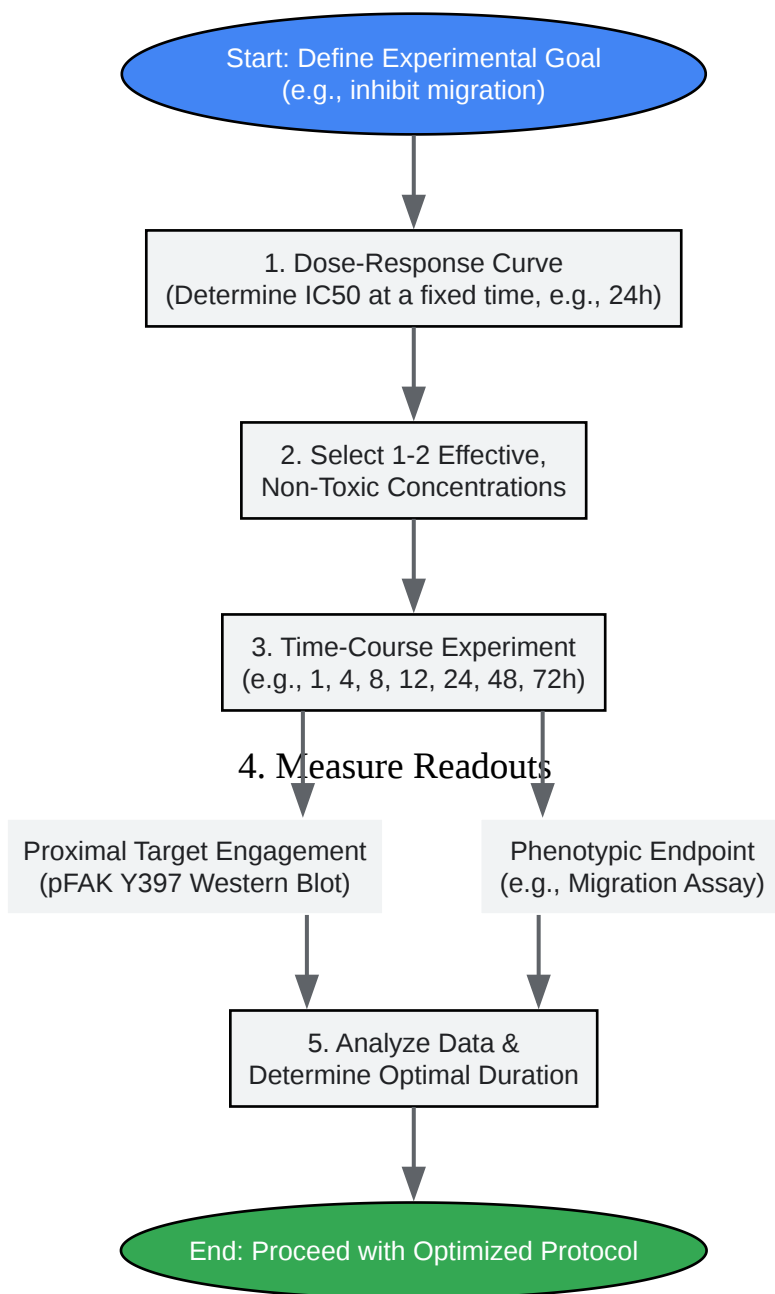 Start: Define Experimental Goal
(e.g., inhibit migration)
1. Dose-Response Curve
(Determine IC50 at a fixed time, e.g., 24h)
2. Select 1-2 Effective,
Non-Toxic Concentrations
3. Time-Course Experiment
(e.g., 1, 4, 8, 12, 24, 48, 72h)
4. Measure Readouts
Proximal Target Engagement
(pFAK Y397 Western Blot)
Phenotypic Endpoint
(e.g., Migration Assay)
5. Analyze Data &
Determine Optimal Duration
End: Proceed with Optimized Protocol